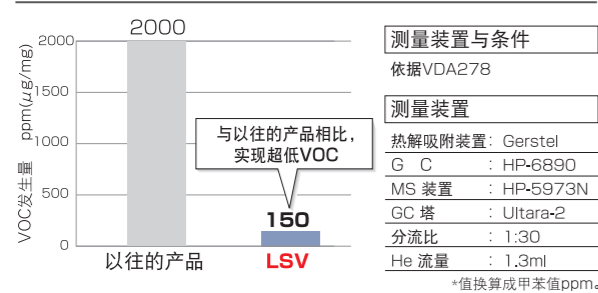 VOC发生量 ppm(μg/mg)
2000
1500
1000
500
0
2000
与以往的产品相比，
实现超低VOC
150
以往的产品
LSV
测量装置与条件
依据VDA278
测量装置
热解吸附装置：Gerstel
G C ：HP-6890
MS 装置 ：HP-5973N
GC 塔 ：Ultara-2
分流比 ：1:30
He 流量 ：1.3ml
*值换算成甲苯值ppm。